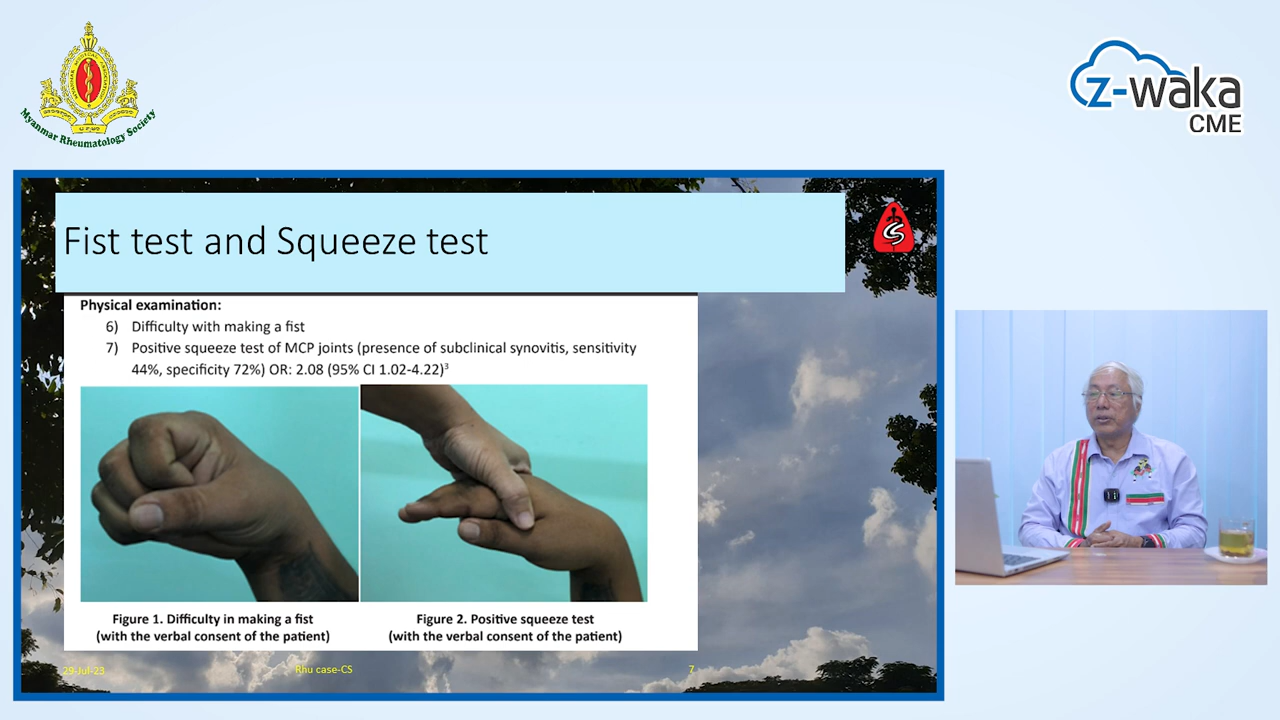 Myanmar Rheumatology Society
z-waka
CME
Fist test and Squeeze test
Physical examination:
6) Difficulty with making a fist
7) Positive squeeze test of MCP joints (presence of subclinical synovitis, sensitivity
44%, specificity 72%) OR: 2.08 (95% CI 1.02-4.22)³
Figure 1. Difficulty in making a fist
(with the verbal consent of the patient)
Figure 2. Positive squeeze test
(with the verbal consent of the patient)
29-Jul-23
Rhu case-CS
7